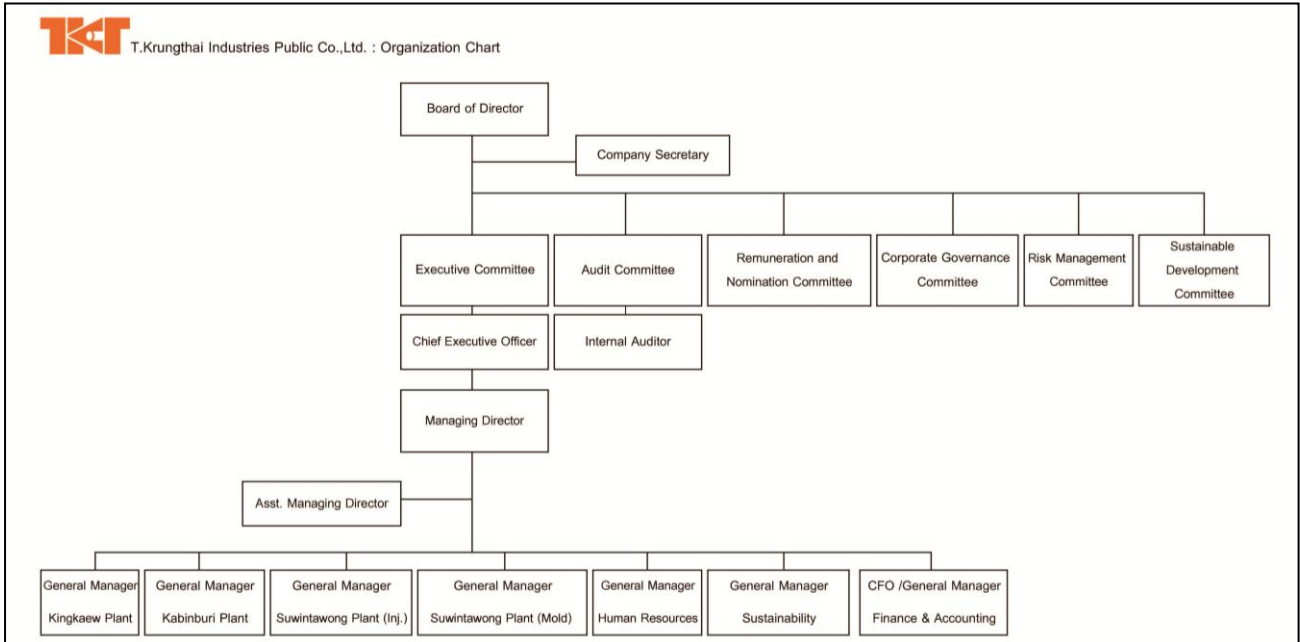 TKT
T.Krungthai Industries Public Co.,Ltd. : Organization Chart
Board of Director
Company Secretary
Executive Committee
Audit Committee
Remuneration and
Nomination Committee
Corporate Governance
Committee
Risk Management
Committee
Sustainable
Development
Committee
Chief Executive Officer
Internal Auditor
Managing Director
Asst. Managing Director
General Manager
Kingkaew Plant
General Manager
Kabinburi Plant
General Manager
Suwintawong Plant (Inj.)
General Manager
Suwintawong Plant (Mold)
General Manager
Human Resources
General Manager
Sustainability
CFO /General Manager
Finance & Accounting